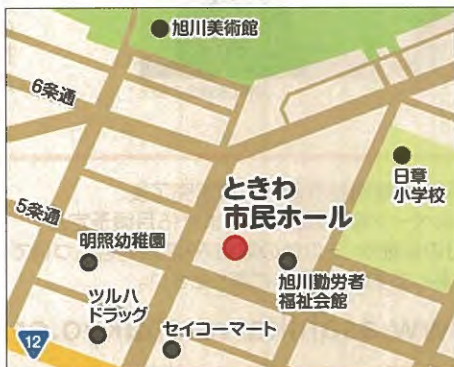 旭川美術館
6条通
日章
小学校
ときわ
市民ホール
5条通
明照幼稚園
旭川勤労者
福祉会館
ツルハ
ドラッグ
セイコーマート
12